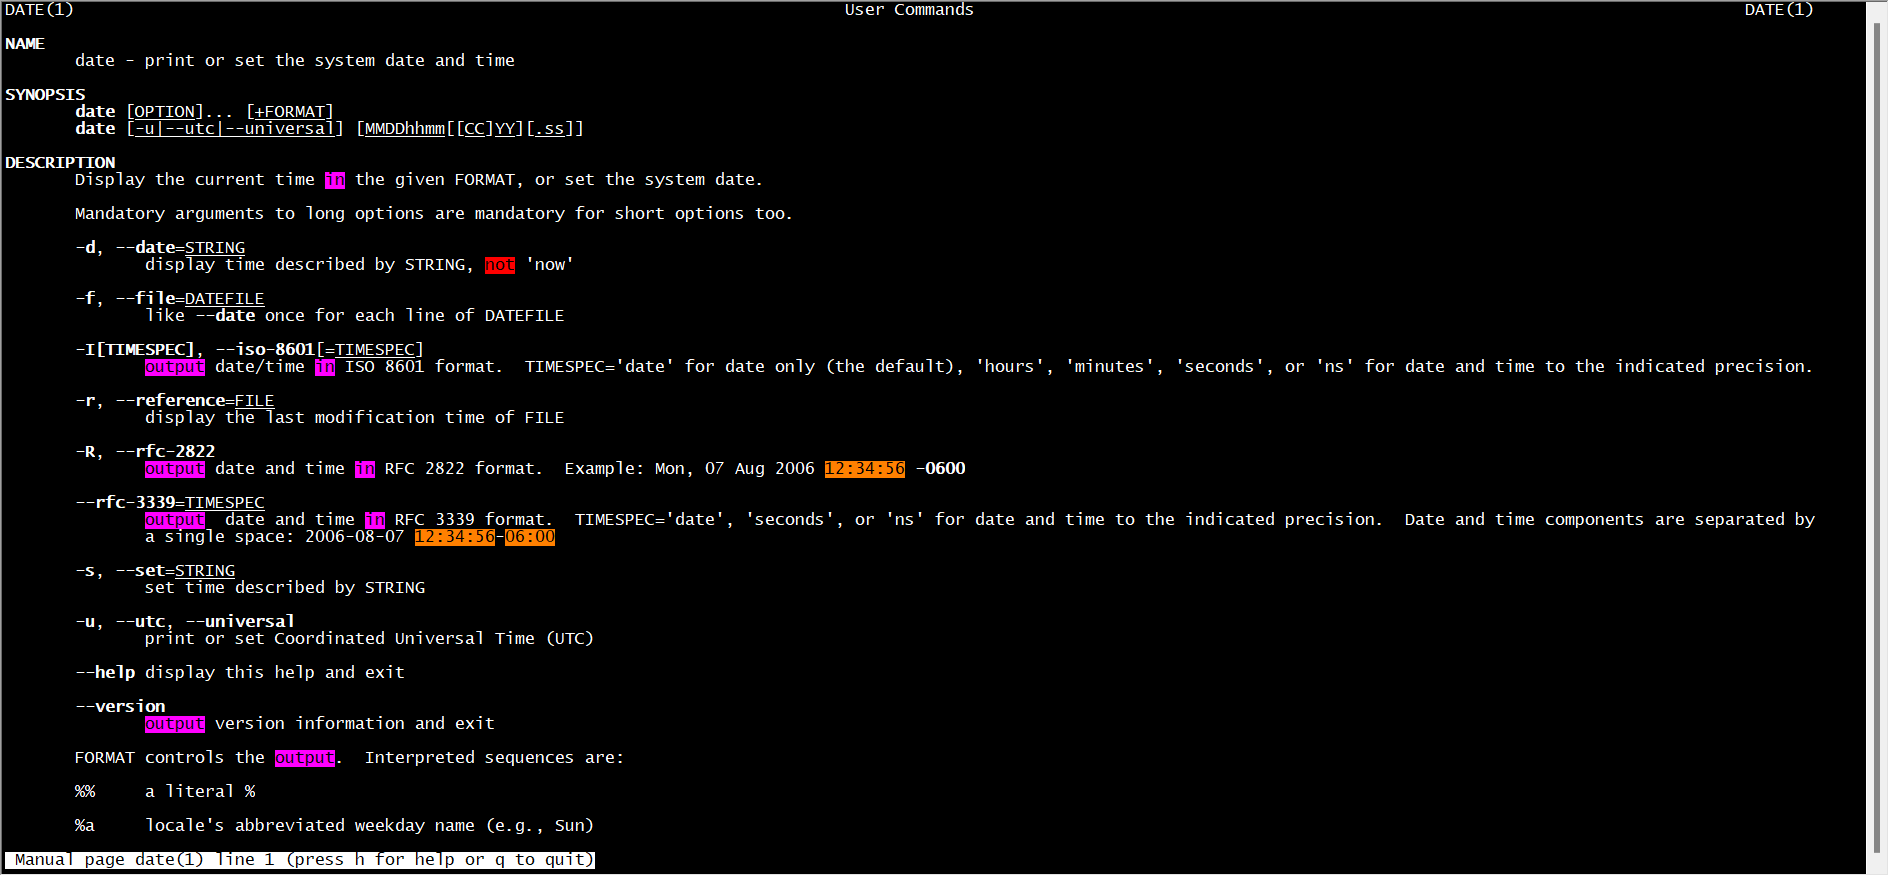 DATE(1) User Commands DATE(1)
NAME
date - print or set the system date and time
SYNOPSIS
date [OPTION]... [+FORMAT]
date [-u|--utc|--universal] [MMDDhhmm[[CC]YY][.ss]]
DESCRIPTION
Display the current time in the given FORMAT, or set the system date.
Mandatory arguments to long options are mandatory for short options too.
-d, --date=STRING
display time described by STRING, not 'now'
-f, --file=DATEFILE
like --date once for each line of DATEFILE
-I[TIMESPEC], --iso-8601[=TIMESPEC]
output date/time in ISO 8601 format.  TIMESPEC='date' for date only (the default), 'hours', 'minutes', 'seconds', or 'ns' for date and time to the indicated precision.
-r, --reference=FILE
display the last modification time of FILE
-R, --rfc-2822
output date and time in RFC 2822 format.  Example: Mon, 07 Aug 2006 12:34:56 -0600
--rfc-3339=TIMESPEC
output  date and time in RFC 3339 format.  TIMESPEC='date', 'seconds', or 'ns' for date and time to the indicated precision.  Date and time components are separated by
a single space: 2006-08-07 12:34:56-06:00
-s, --set=STRING
set time described by STRING
-u, --utc, --universal
print or set Coordinated Universal Time (UTC)
--help display this help and exit
--version
output version information and exit
FORMAT controls the output.  Interpreted sequences are:
%%     a literal %
%a     locale's abbreviated weekday name (e.g., Sun)
Manual page date(1) line 1 (press h for help or q to quit)